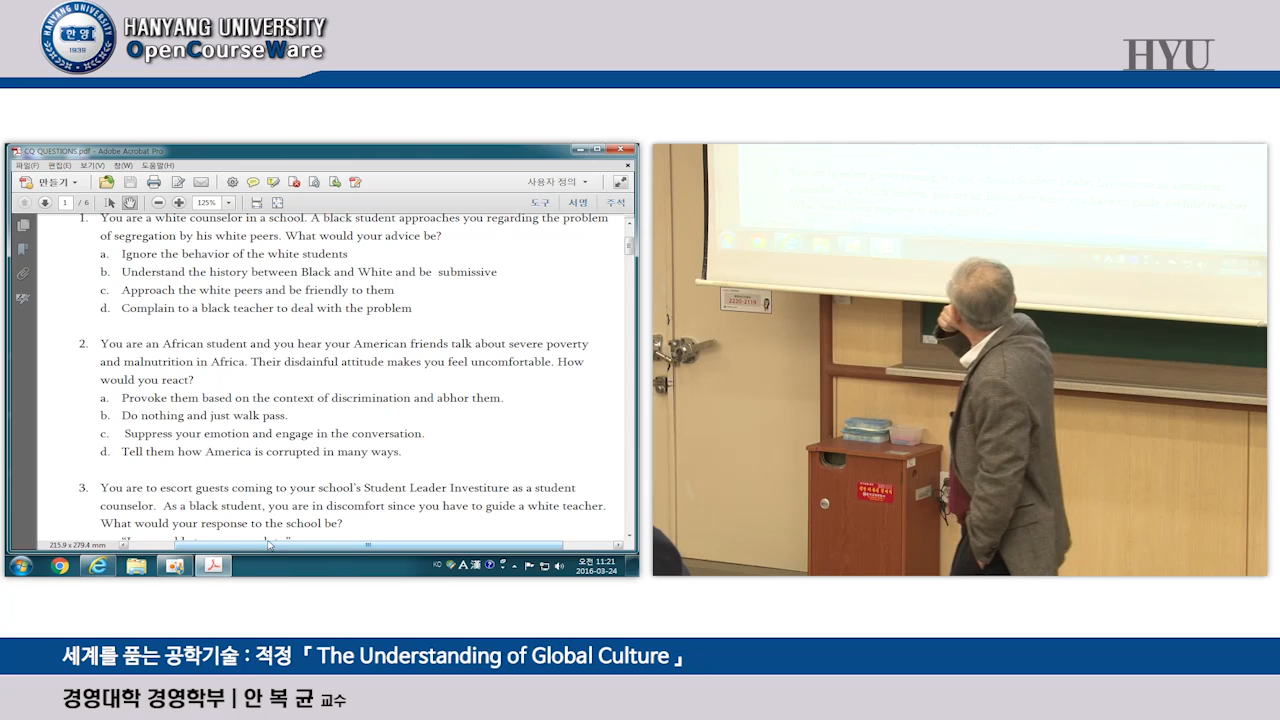 HANYANG UNIVERSITY
OpenCourseWare
한양
1939
HYU
CQ QUESTIONS.pdf - Adobe Acrobat Pro
파일(F) 편집(E) 보기(V) 창(W) 도움말(H)
만들기
사용자 정의
1 / 6
125%
도구 서명 주석
1. You are a white counselor in a school. A black student approaches you regarding the problem
of segregation by his white peers. What would your advice be?
a. Ignore the behavior of the white students
b. Understand the history between Black and White and be submissive
c. Approach the white peers and be friendly to them
d. Complain to a black teacher to deal with the problem
2. You are an African student and you hear your American friends talk about severe poverty
and malnutrition in Africa. Their disdainful attitude makes you feel uncomfortable. How
would you react?
a. Provoke them based on the context of discrimination and abhor them.
b. Do nothing and just walk pass.
c. Suppress your emotion and engage in the conversation.
d. Tell them how America is corrupted in many ways.
3. You are to escort guests coming to your school's Student Leader Investiture as a student
counselor. As a black student, you are in discomfort since you have to guide a white teacher.
What would your response to the school be?
215.9 x 279.4 mm
KO A 漢
오전 11:21
2016-03-24
2220-2119
세계를 품는 공학기술 : 적정 「 The Understanding of Global Culture 」
경영대학 경영학부 | 안 복 균 교수